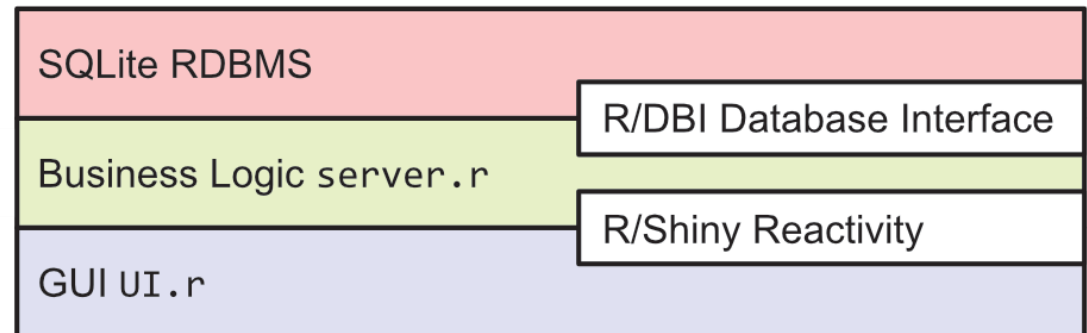 SQLite RDBMS
R/DBI Database Interface
Business Logic server.r
R/Shiny Reactivity
GUI UI.r